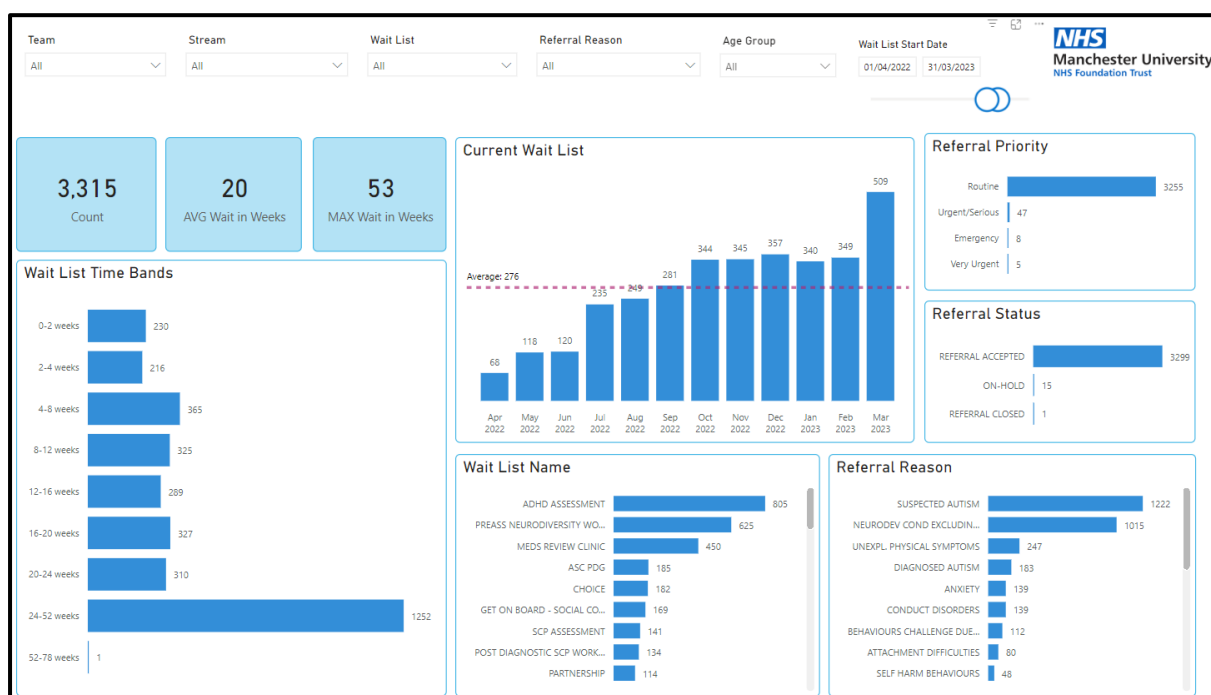 Team
Stream
Wait List
Referral Reason
Age Group
Wait List Start Date
All
All
All
All
All
01/04/2022
31/03/2023
NHS
Manchester University
NHS Foundation Trust
3,315
Count
20
AVG Wait in Weeks
53
MAX Wait in Weeks
Wait List Time Bands
0-2 weeks 230
2-4 weeks 216
4-8 weeks 365
8-12 weeks 325
12-16 weeks 289
16-20 weeks 327
20-24 weeks 310
24-52 weeks 1252
52-78 weeks 1
Current Wait List
Average: 276
68 118 120 235 249 281 344 345 357 340 349 509
Apr May Jun Jul Aug Sep Oct Nov Dec Jan Feb Mar
2022 2022 2022 2022 2022 2022 2022 2022 2022 2023 2023 2023
Referral Priority
Routine 3255
Urgent/Serious 47
Emergency 8
Very Urgent 5
Referral Status
REFERRAL ACCEPTED 3299
ON-HOLD 15
REFERRAL CLOSED 1
Wait List Name
ADHD ASSESSMENT 805
PREASS NEURODIVERSITY WO... 625
MEDS REVIEW CLINIC 450
ASC PDG 185
CHOICE 182
GET ON BOARD - SOCIAL CO... 169
SCP ASSESSMENT 141
POST DIAGNOSTIC SCP WORK... 134
PARTNERSHIP 114
Referral Reason
SUSPECTED AUTISM 1222
NEURODEV COND EXCLUDIN... 1015
UNEXPL. PHYSICAL SYMPTOMS 247
DIAGNOSED AUTISM 183
ANXIETY 139
CONDUCT DISORDERS 139
BEHAVIOURS CHALLENGE DUE... 112
ATTACHMENT DIFFICULTIES 80
SELF HARM BEHAVIOURS 48